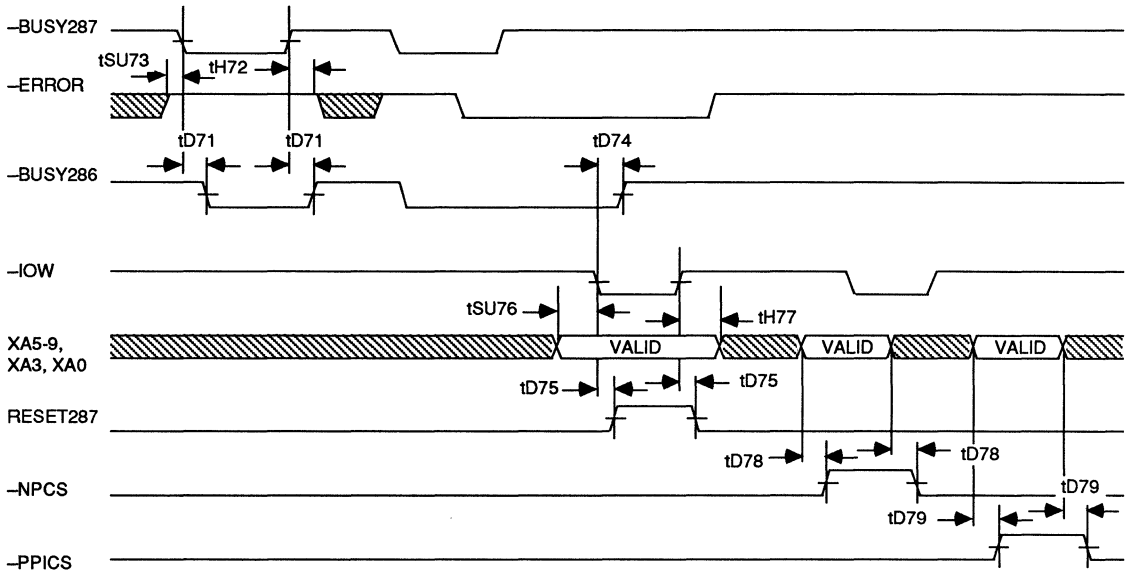 –BUSY287
tSU73
tH72
–ERROR
tD71
tD71
tD74
–BUSY286
–IOW
tSU76
tH77
XA5-9,
XA3, XA0
VALID
VALID
VALID
tD75
tD75
RESET287
tD78
tD78
–NPCS
tD79
tD79
–PPICS